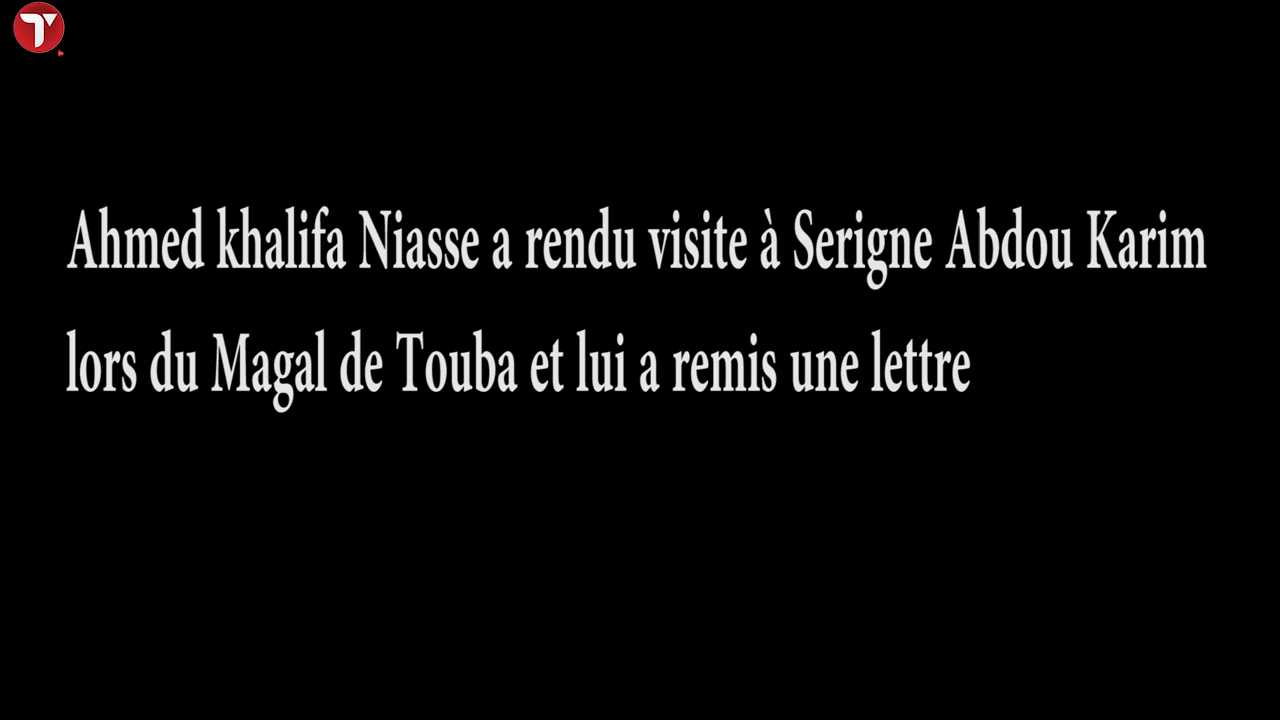 Ahmed khalifa Niasse a rendu visite à Serigne Abdou Karim
lors du Magal de Touba et lui a remis une lettre